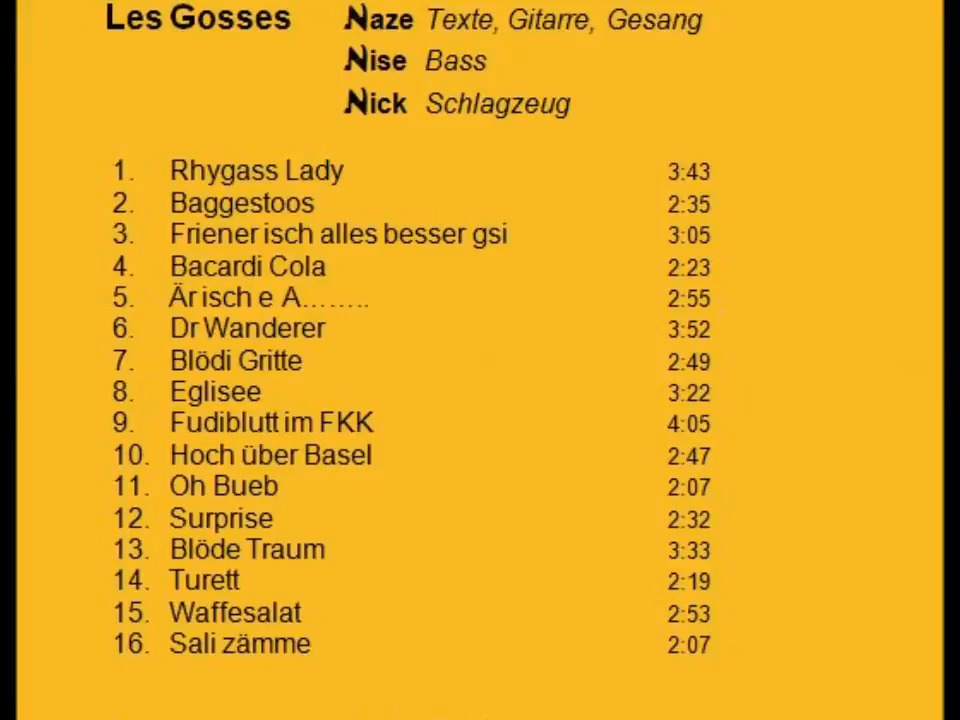 Les Gosses Naze Texte, Gitarre, Gesang
Nise Bass
Nick Schlagzeug
1. Rhygass Lady 3:43
2. Baggestoos 2:35
3. Friener isch alles besser gsi 3:05
4. Bacardi Cola 2:23
5. Är isch e A........ 2:55
6. Dr Wanderer 3:52
7. Blödi Gritte 2:49
8. Eglisee 3:22
9. Fudiblutt im FKK 4:05
10. Hoch über Basel 2:47
11. Oh Bueb 2:07
12. Surprise 2:32
13. Blöde Traum 3:33
14. Turett 2:19
15. Waffesalat 2:53
16. Sali zämme 2:07